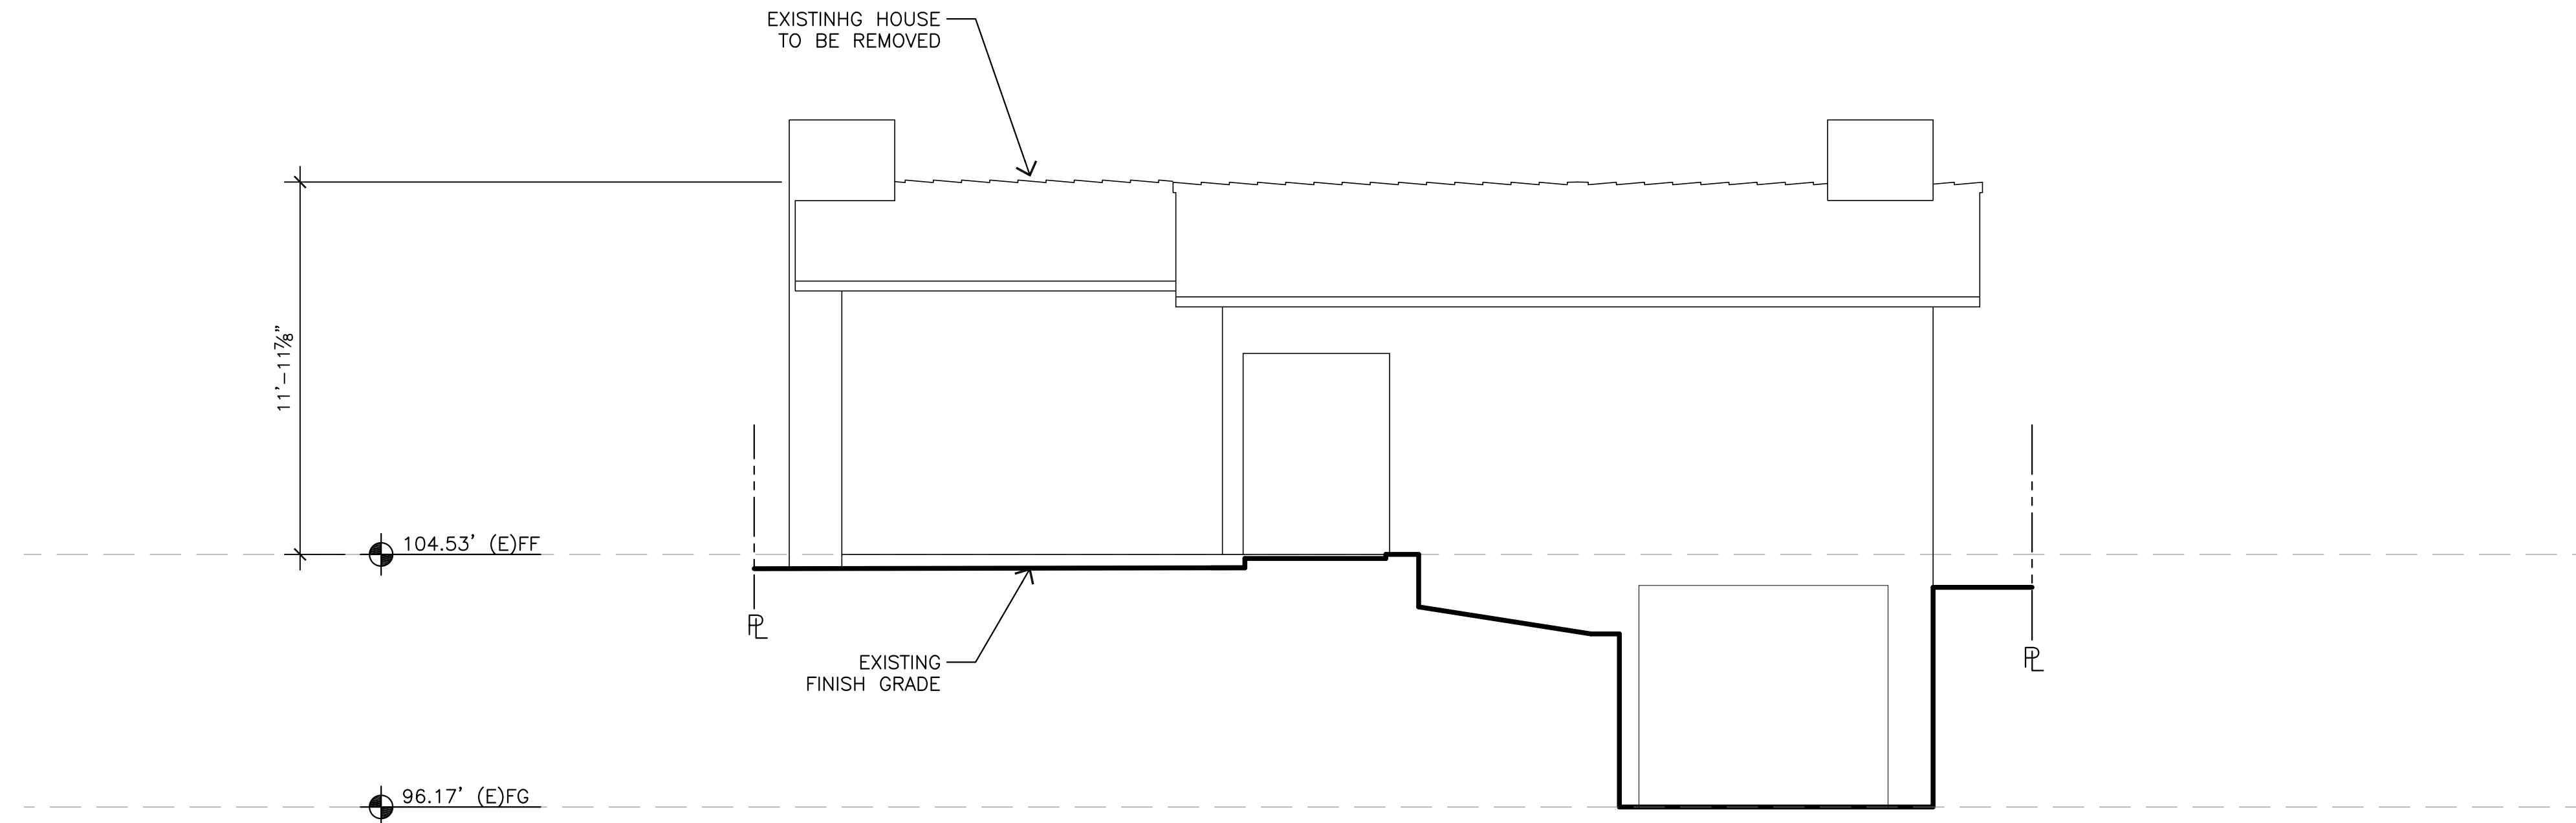 EXISTINHG HOUSE
TO BE REMOVED
11'-11⅞"
104.53' (E)FF
PL
EXISTING
FINISH GRADE
PL
96.17' (E)FG